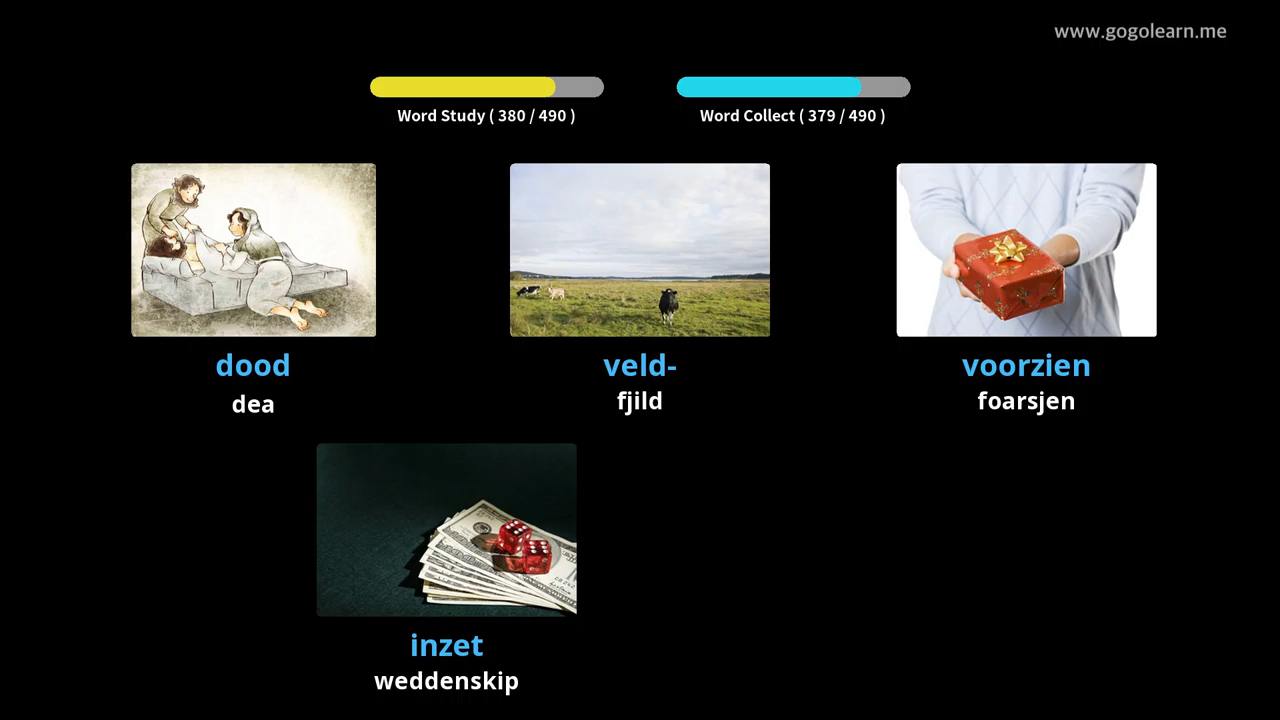 www.gogolearn.me
Word Study ( 380 / 490 )
Word Collect ( 379 / 490 )
dood
dea
veld-
fjild
voorzien
foarsjen
inzet
weddenskip